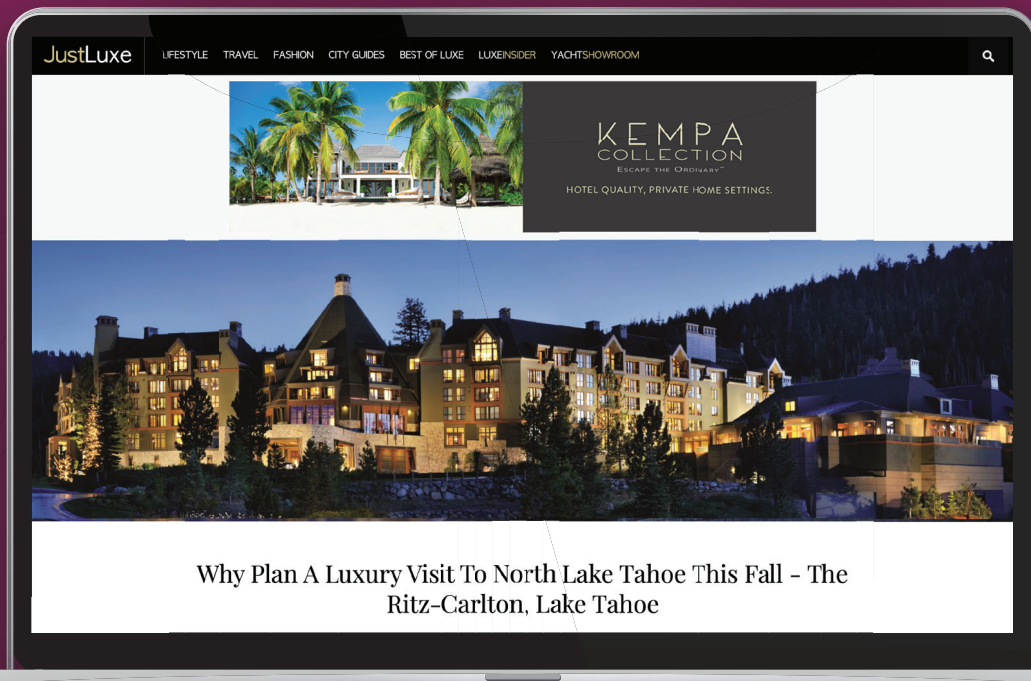 JustLuxe
LIFESTYLE TRAVEL FASHION CITY GUIDES BEST OF LUXE LUXEINSIDER YACHTSHOWROOM
KEMPA
COLLECTION
ESCAPE THE ORDINARY™
HOTEL QUALITY, PRIVATE HOME SETTINGS.
Why Plan A Luxury Visit To North Lake Tahoe This Fall - The
Ritz-Carlton, Lake Tahoe